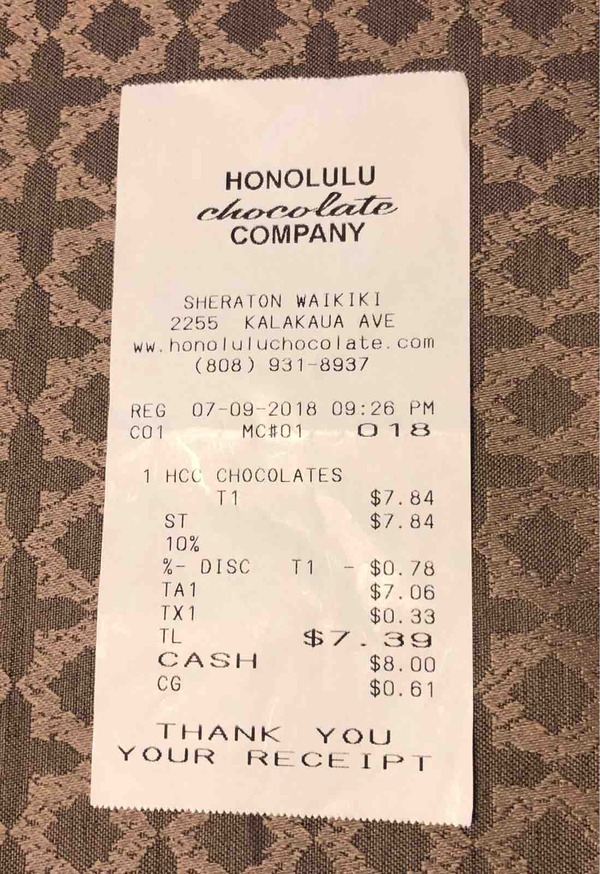 HONOLULU
chocolate
COMPANY
SHERATON WAIKIKI
2255 KALAKAUA AVE
ww.honoluluchocolate.com
(808) 931-8937
REG 07-09-2018 09:26 PM
C01 MC#01 018
1 HCC CHOCOLATES
T1 $7.84
ST $7.84
10%
%- DISC T1 - $0.78
TA1 $7.06
TX1 $0.33
TL $7.39
CASH $8.00
CG $0.61
THANK YOU
YOUR RECEIPT